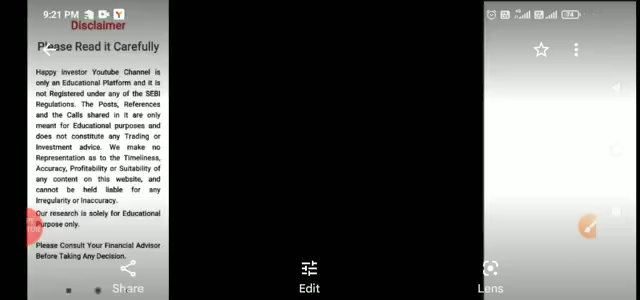 9:21 PM
Disclaimer
Please Read it Carefully
Happy Investor Youtube Channel is
only an Educational Platform and it is
not Registered under any of the SEBI
Regulations. The Posts, References
and the Calls shared in it are only
meant for Educational purposes and
does not constitute any Trading or
Investment advice. We make no
Representation as to the Timeliness,
Accuracy, Profitability or Suitability of
any content on this website, and
cannot be held liable for any
Irregularity or Inaccuracy.
Our research is solely for Educational
Purpose only.
Please Consult Your Financial Advisor
Before Taking Any Decision.
Share
Edit
Lens